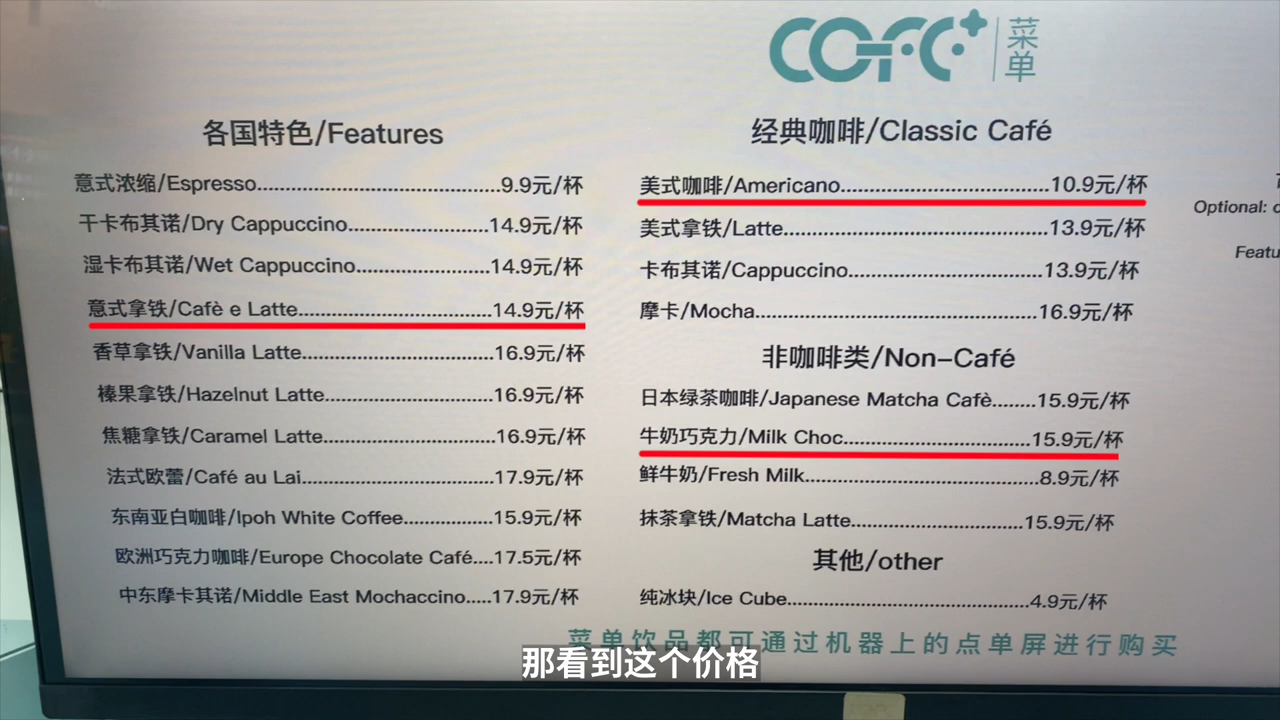 COFE+ 菜单
各国特色/Features
意式浓缩/Espresso........................................9.9元/杯
干卡布其诺/Dry Cappuccino.......................14.9元/杯
湿卡布其诺/Wet Cappuccino......................14.9元/杯
意式拿铁/Cafè e Latte................................14.9元/杯
香草拿铁/Vanilla Latte................................16.9元/杯
榛果拿铁/Hazelnut Latte............................16.9元/杯
焦糖拿铁/Caramel Latte.............................16.9元/杯
法式欧蕾/Café au Lai.................................17.9元/杯
东南亚白咖啡/Ipoh White Coffee...............15.9元/杯
欧洲巧克力咖啡/Europe Chocolate Café....17.5元/杯
中东摩卡其诺/Middle East Mochaccino.....17.9元/杯
经典咖啡/Classic Café
美式咖啡/Americano...................................10.9元/杯
美式拿铁/Latte............................................13.9元/杯
卡布其诺/Cappuccino.................................13.9元/杯
摩卡/Mocha................................................16.9元/杯
非咖啡类/Non-Café
日本绿茶咖啡/Japanese Matcha Cafè........15.9元/杯
牛奶巧克力/Milk Choc................................15.9元/杯
鲜牛奶/Fresh Milk........................................8.9元/杯
抹茶拿铁/Matcha Latte.............................15.9元/杯
其他/other
纯冰块/Ice Cube..........................................4.9元/杯
Optional:
Featu
菜单饮品都可通过机器上的点单屏进行购买
那看到这个价格